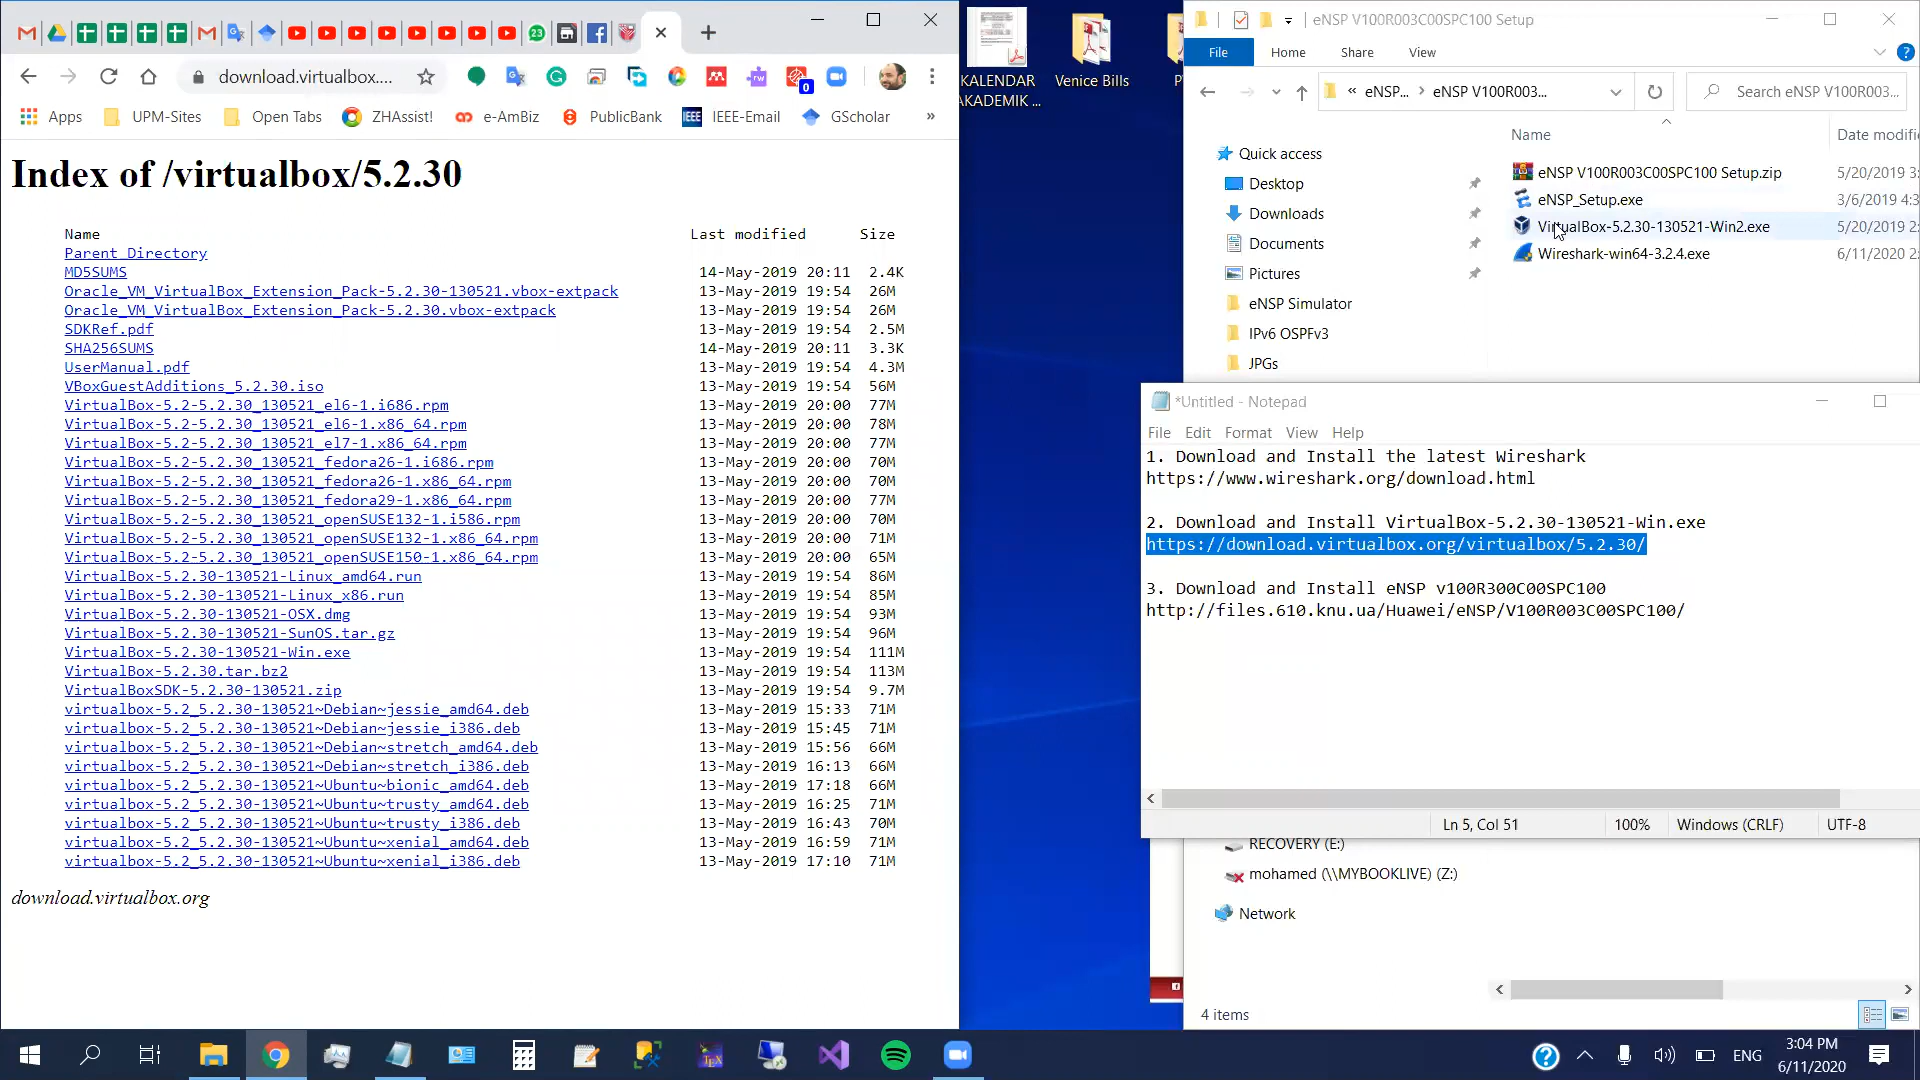 download.virtualbox....
Apps
UPM-Sites
Open Tabs
ZHAssist!
e-AmBiz
PublicBank
IEEE-Email
GScholar
»
Index of /virtualbox/5.2.30
Name Last modified Size
Parent Directory
MD5SUMS 14-May-2019 20:11 2.4K
Oracle_VM_VirtualBox_Extension_Pack-5.2.30-130521.vbox-extpack 13-May-2019 19:54 26M
Oracle_VM_VirtualBox_Extension_Pack-5.2.30.vbox-extpack 13-May-2019 19:54 26M
SDKRef.pdf 13-May-2019 19:54 2.5M
SHA256SUMS 14-May-2019 20:11 3.3K
UserManual.pdf 13-May-2019 19:54 4.3M
VBoxGuestAdditions_5.2.30.iso 13-May-2019 19:54 56M
VirtualBox-5.2-5.2.30_130521_el6-1.i686.rpm 13-May-2019 20:00 77M
VirtualBox-5.2-5.2.30_130521_el6-1.x86_64.rpm 13-May-2019 20:00 78M
VirtualBox-5.2-5.2.30_130521_el7-1.x86_64.rpm 13-May-2019 20:00 77M
VirtualBox-5.2-5.2.30_130521_fedora26-1.i686.rpm 13-May-2019 20:00 70M
VirtualBox-5.2-5.2.30_130521_fedora26-1.x86_64.rpm 13-May-2019 20:00 70M
VirtualBox-5.2-5.2.30_130521_fedora29-1.x86_64.rpm 13-May-2019 20:00 77M
VirtualBox-5.2-5.2.30_130521_openSUSE132-1.i586.rpm 13-May-2019 20:00 70M
VirtualBox-5.2-5.2.30_130521_openSUSE132-1.x86_64.rpm 13-May-2019 20:00 71M
VirtualBox-5.2-5.2.30_130521_openSUSE150-1.x86_64.rpm 13-May-2019 20:00 65M
VirtualBox-5.2.30-130521-Linux_amd64.run 13-May-2019 19:54 86M
VirtualBox-5.2.30-130521-Linux_x86.run 13-May-2019 19:54 85M
VirtualBox-5.2.30-130521-OSX.dmg 13-May-2019 19:54 93M
VirtualBox-5.2.30-130521-SunOS.tar.gz 13-May-2019 19:54 96M
VirtualBox-5.2.30-130521-Win.exe 13-May-2019 19:54 111M
VirtualBox-5.2.30.tar.bz2 13-May-2019 19:54 113M
VirtualBoxSDK-5.2.30-130521.zip 13-May-2019 19:54 9.7M
virtualbox-5.2_5.2.30-130521~Debian~jessie_amd64.deb 13-May-2019 15:33 71M
virtualbox-5.2_5.2.30-130521~Debian~jessie_i386.deb 13-May-2019 15:45 71M
virtualbox-5.2_5.2.30-130521~Debian~stretch_amd64.deb 13-May-2019 15:56 66M
virtualbox-5.2_5.2.30-130521~Debian~stretch_i386.deb 13-May-2019 16:13 66M
virtualbox-5.2_5.2.30-130521~Ubuntu~bionic_amd64.deb 13-May-2019 17:18 66M
virtualbox-5.2_5.2.30-130521~Ubuntu~trusty_amd64.deb 13-May-2019 16:25 71M
virtualbox-5.2_5.2.30-130521~Ubuntu~trusty_i386.deb 13-May-2019 16:43 70M
virtualbox-5.2_5.2.30-130521~Ubuntu~xenial_amd64.deb 13-May-2019 16:59 71M
virtualbox-5.2_5.2.30-130521~Ubuntu~xenial_i386.deb 13-May-2019 17:10 71M
download.virtualbox.org
KALENDAR
AKADEMIK ...
Venice Bills
eNSP V100R003C00SPC100 Setup
File Home Share View
« eNSP... › eNSP V100R003...
Search eNSP V100R003...
Name Date modifi
Quick access
Desktop
Downloads
Documents
Pictures
eNSP Simulator
IPv6 OSPFv3
JPGs
eNSP V100R003C00SPC100 Setup.zip 5/20/2019 3:
eNSP_Setup.exe 3/6/2019 4:3
VirtualBox-5.2.30-130521-Win2.exe 5/20/2019 2:
Wireshark-win64-3.2.4.exe 6/11/2020 2:
*Untitled - Notepad
File Edit Format View Help
1. Download and Install the latest Wireshark
https://www.wireshark.org/download.html
2. Download and Install VirtualBox-5.2.30-130521-Win.exe
https://download.virtualbox.org/virtualbox/5.2.30/
3. Download and Install eNSP v100R300C00SPC100
http://files.610.knu.ua/Huawei/eNSP/V100R003C00SPC100/
Ln 5, Col 51 100% Windows (CRLF) UTF-8
RECOVERY (E:)
mohamed (\\MYBOOKLIVE) (Z:)
Network
4 items
ENG
3:04 PM
6/11/2020